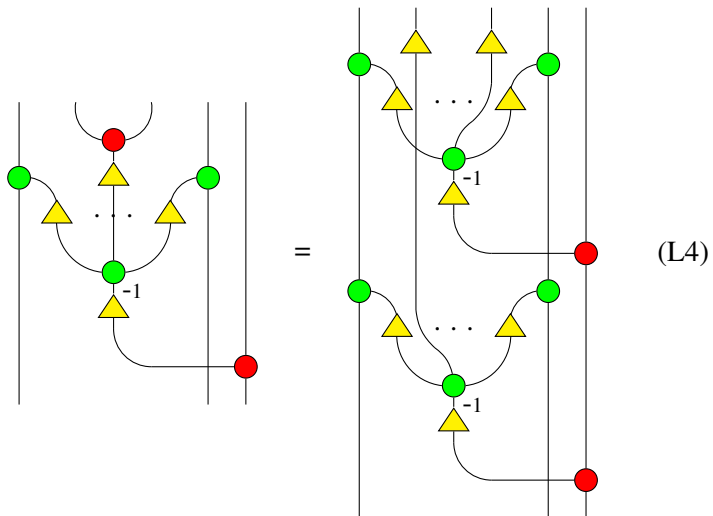 . . .
-1
. . .
-1
=
. . .
-1
(L4)